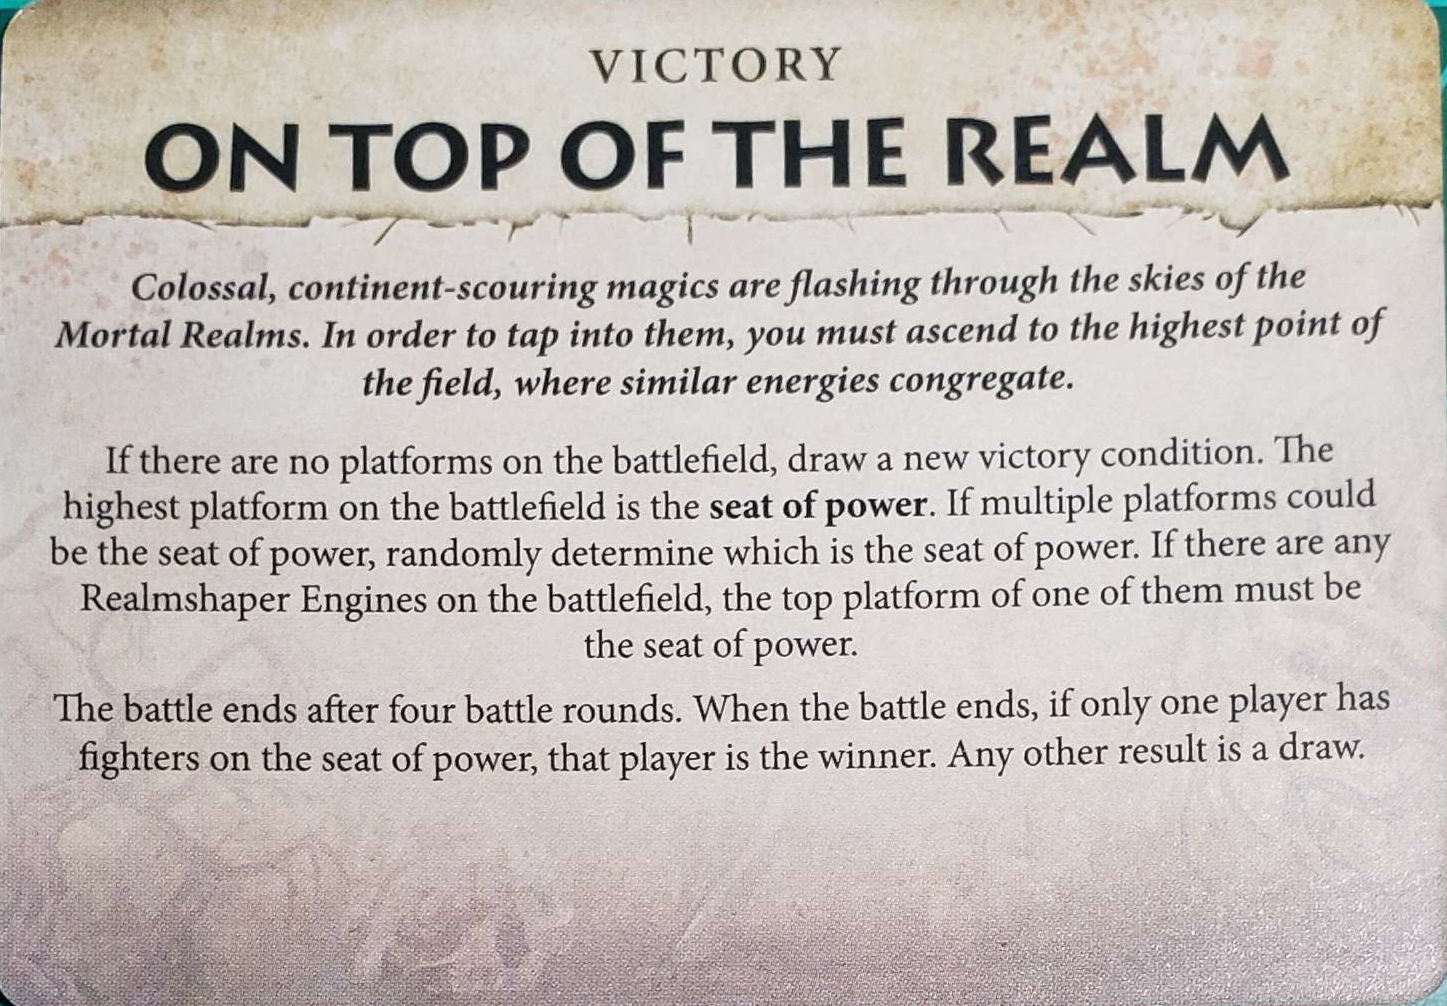 VICTORY
ON TOP OF THE REALM
Colossal, continent-scouring magics are flashing through the skies of the
Mortal Realms. In order to tap into them, you must ascend to the highest point of
the field, where similar energies congregate.
If there are no platforms on the battlefield, draw a new victory condition. The
highest platform on the battlefield is the seat of power. If multiple platforms could
be the seat of power, randomly determine which is the seat of power. If there are any
Realmshaper Engines on the battlefield, the top platform of one of them must be
the seat of power.
The battle ends after four battle rounds. When the battle ends, if only one player has
fighters on the seat of power, that player is the winner. Any other result is a draw.